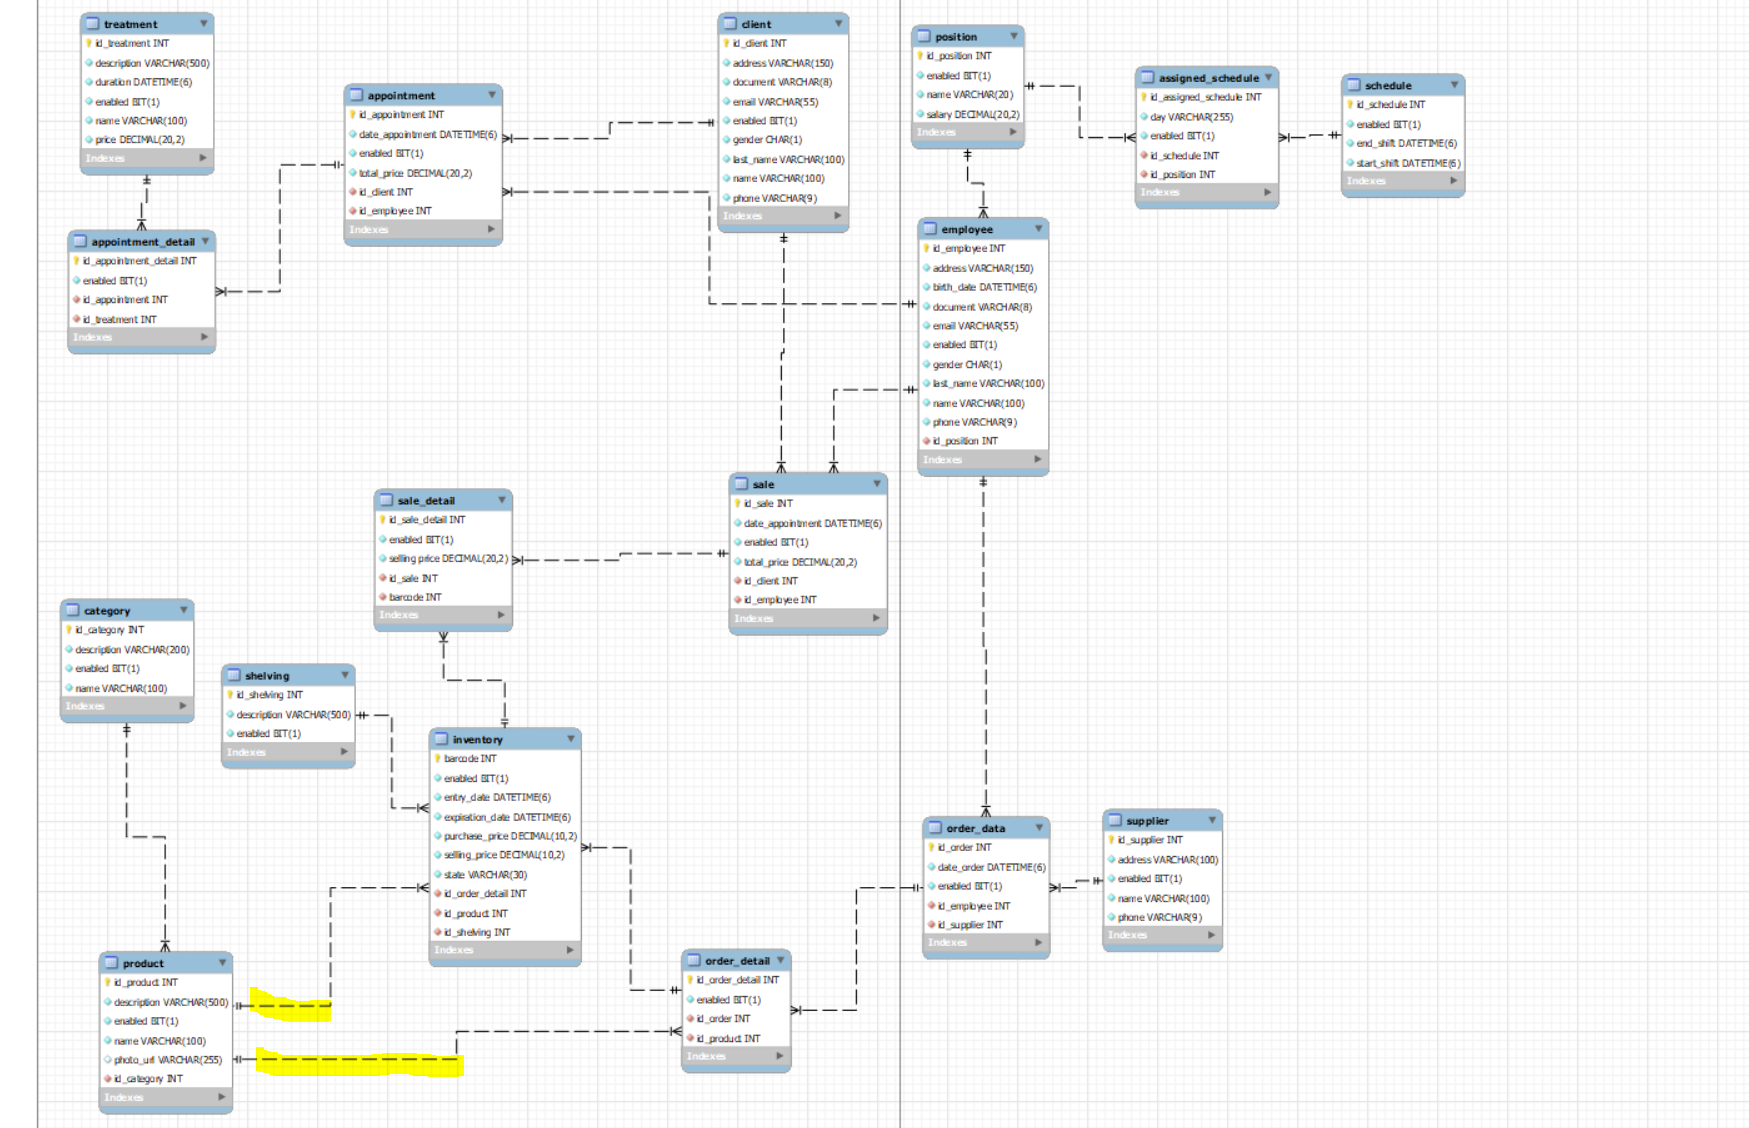 treatment
id_treatment INT
description VARCHAR(500)
duration DATETIME(6)
enabled BIT(1)
name VARCHAR(100)
price DECIMAL(20,2)
Indexes
appointment
id_appointment INT
date_appointment DATETIME(6)
enabled BIT(1)
total_price DECIMAL(20,2)
id_client INT
id_employee INT
Indexes
client
id_client INT
address VARCHAR(150)
document VARCHAR(8)
email VARCHAR(55)
enabled BIT(1)
gender CHAR(1)
last_name VARCHAR(100)
name VARCHAR(100)
phone VARCHAR(9)
Indexes
position
id_position INT
enabled BIT(1)
name VARCHAR(20)
salary DECIMAL(20,2)
Indexes
assigned_schedule
id_assigned_schedule INT
day VARCHAR(255)
enabled BIT(1)
id_schedule INT
id_position INT
Indexes
schedule
id_schedule INT
enabled BIT(1)
end_shift DATETIME(6)
start_shift DATETIME(6)
Indexes
appointment_detail
id_appointment_detail INT
enabled BIT(1)
id_appointment INT
id_treatment INT
Indexes
employee
id_employee INT
address VARCHAR(150)
birth_date DATETIME(6)
document VARCHAR(8)
email VARCHAR(55)
enabled BIT(1)
gender CHAR(1)
last_name VARCHAR(100)
name VARCHAR(100)
phone VARCHAR(9)
id_position INT
Indexes
sale_detail
id_sale_detail INT
enabled BIT(1)
selling price DECIMAL(20,2)
id_sale INT
barcode INT
Indexes
sale
id_sale INT
date_appointment DATETIME(6)
enabled BIT(1)
total_price DECIMAL(20,2)
id_client INT
id_employee INT
Indexes
category
id_category INT
description VARCHAR(200)
enabled BIT(1)
name VARCHAR(100)
Indexes
shelving
id_shelving INT
description VARCHAR(500)
enabled BIT(1)
Indexes
inventory
barcode INT
enabled BIT(1)
entry_date DATETIME(6)
expiration_date DATETIME(6)
purchase_price DECIMAL(10,2)
selling_price DECIMAL(10,2)
state VARCHAR(30)
id_order_detail INT
id_product INT
id_shelving INT
Indexes
order_data
id_order INT
date_order DATETIME(6)
enabled BIT(1)
id_employee INT
id_supplier INT
Indexes
supplier
id_supplier INT
address VARCHAR(100)
enabled BIT(1)
name VARCHAR(100)
phone VARCHAR(9)
Indexes
product
id_product INT
description VARCHAR(500)
enabled BIT(1)
name VARCHAR(100)
photo_url VARCHAR(255)
id_category INT
Indexes
order_detail
id_order_detail INT
enabled BIT(1)
id_order INT
id_product INT
Indexes